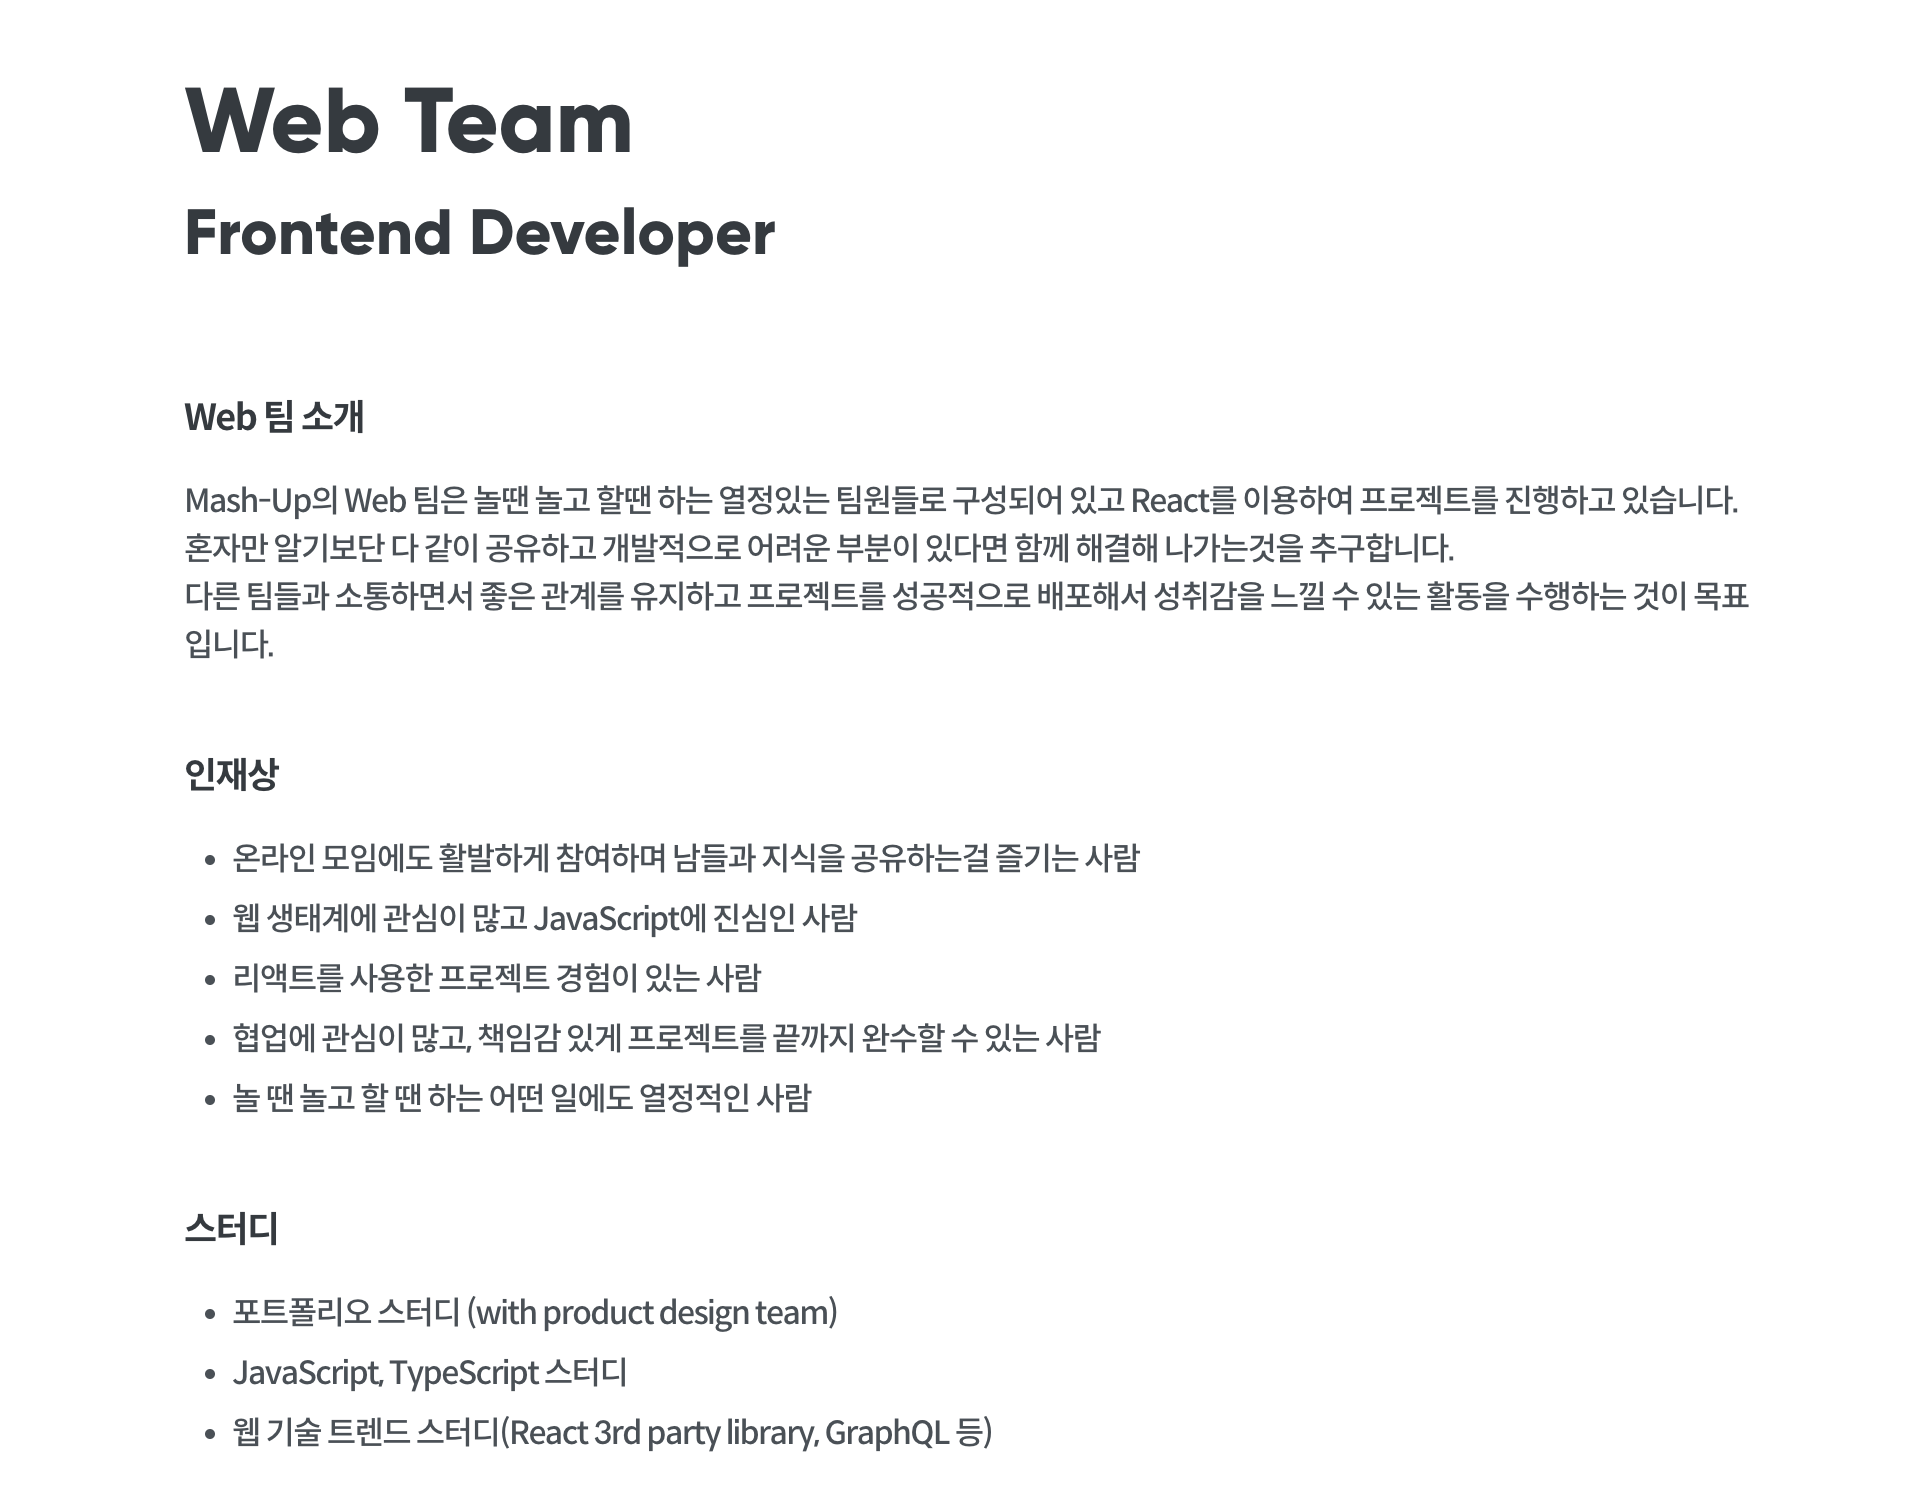 Web Team
Frontend Developer
Web 팀 소개
Mash-Up의 Web 팀은 놀땐 놀고 할땐 하는 열정있는 팀원들로 구성되어 있고 React를 이용하여 프로젝트를 진행하고 있습니다.
혼자만 알기보단 다 같이 공유하고 개발적으로 어려운 부분이 있다면 함께 해결해 나가는것을 추구합니다.
다른 팀들과 소통하면서 좋은 관계를 유지하고 프로젝트를 성공적으로 배포해서 성취감을 느낄 수 있는 활동을 수행하는 것이 목표
입니다.
인재상
• 온라인 모임에도 활발하게 참여하며 남들과 지식을 공유하는걸 즐기는 사람
• 웹 생태계에 관심이 많고 JavaScript에 진심인 사람
• 리액트를 사용한 프로젝트 경험이 있는 사람
• 협업에 관심이 많고, 책임감 있게 프로젝트를 끝까지 완수할 수 있는 사람
• 놀 땐 놀고 할 땐 하는 어떤 일에도 열정적인 사람
스터디
• 포트폴리오 스터디 (with product design team)
• JavaScript, TypeScript 스터디
• 웹 기술 트렌드 스터디(React 3rd party library, GraphQL 등)